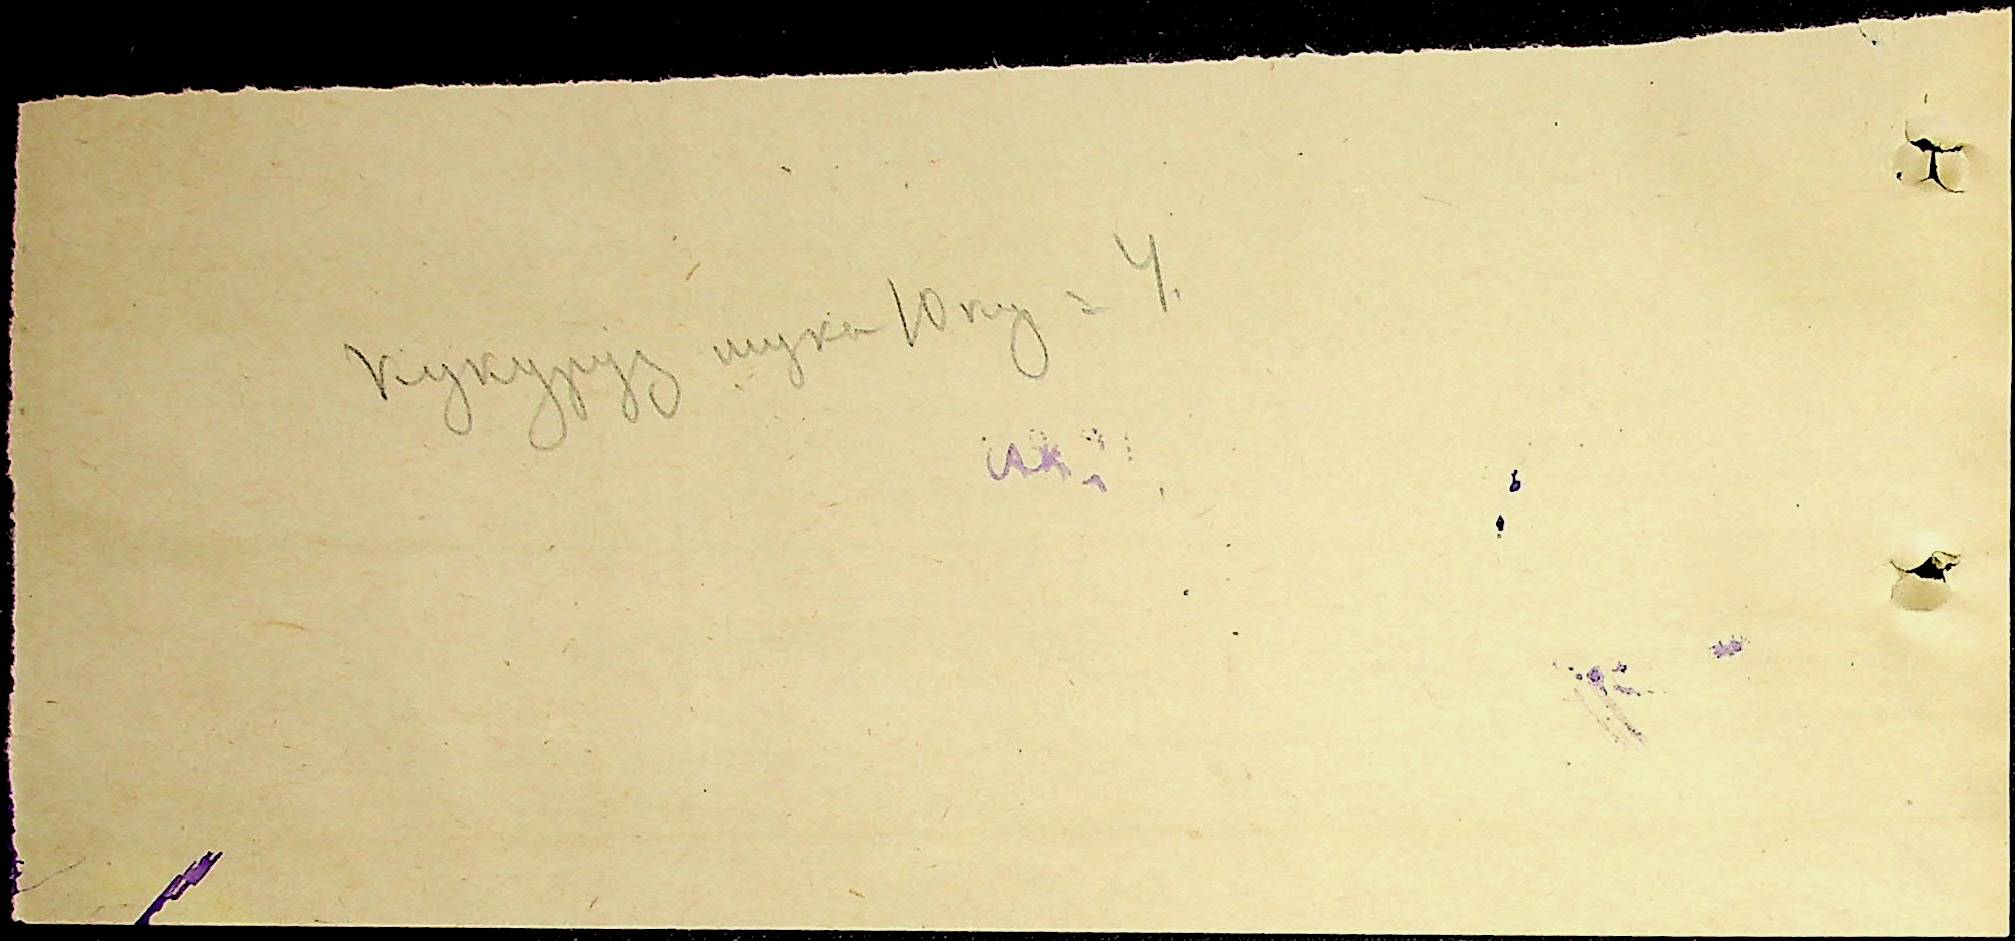 Кукуруз мука 10 кг = 4.